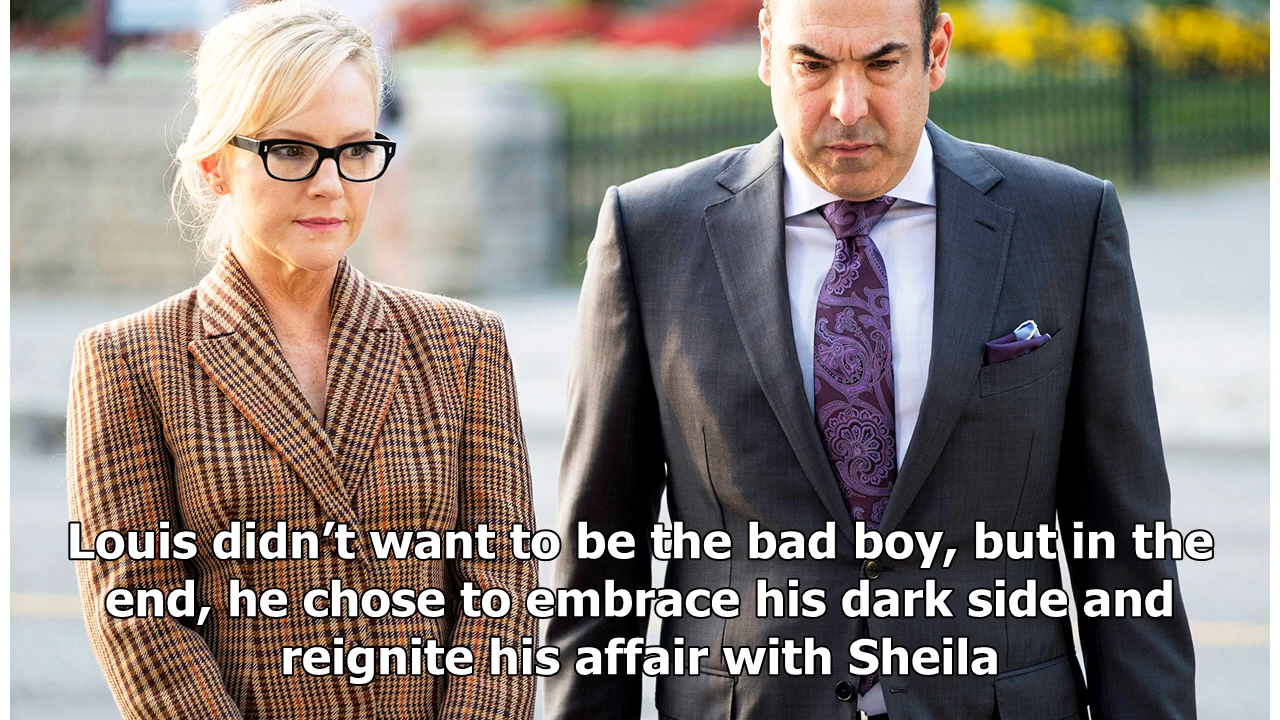 Louis didn’t want to be the bad boy, but in the
end, he chose to embrace his dark side and
reignite his affair with Sheila